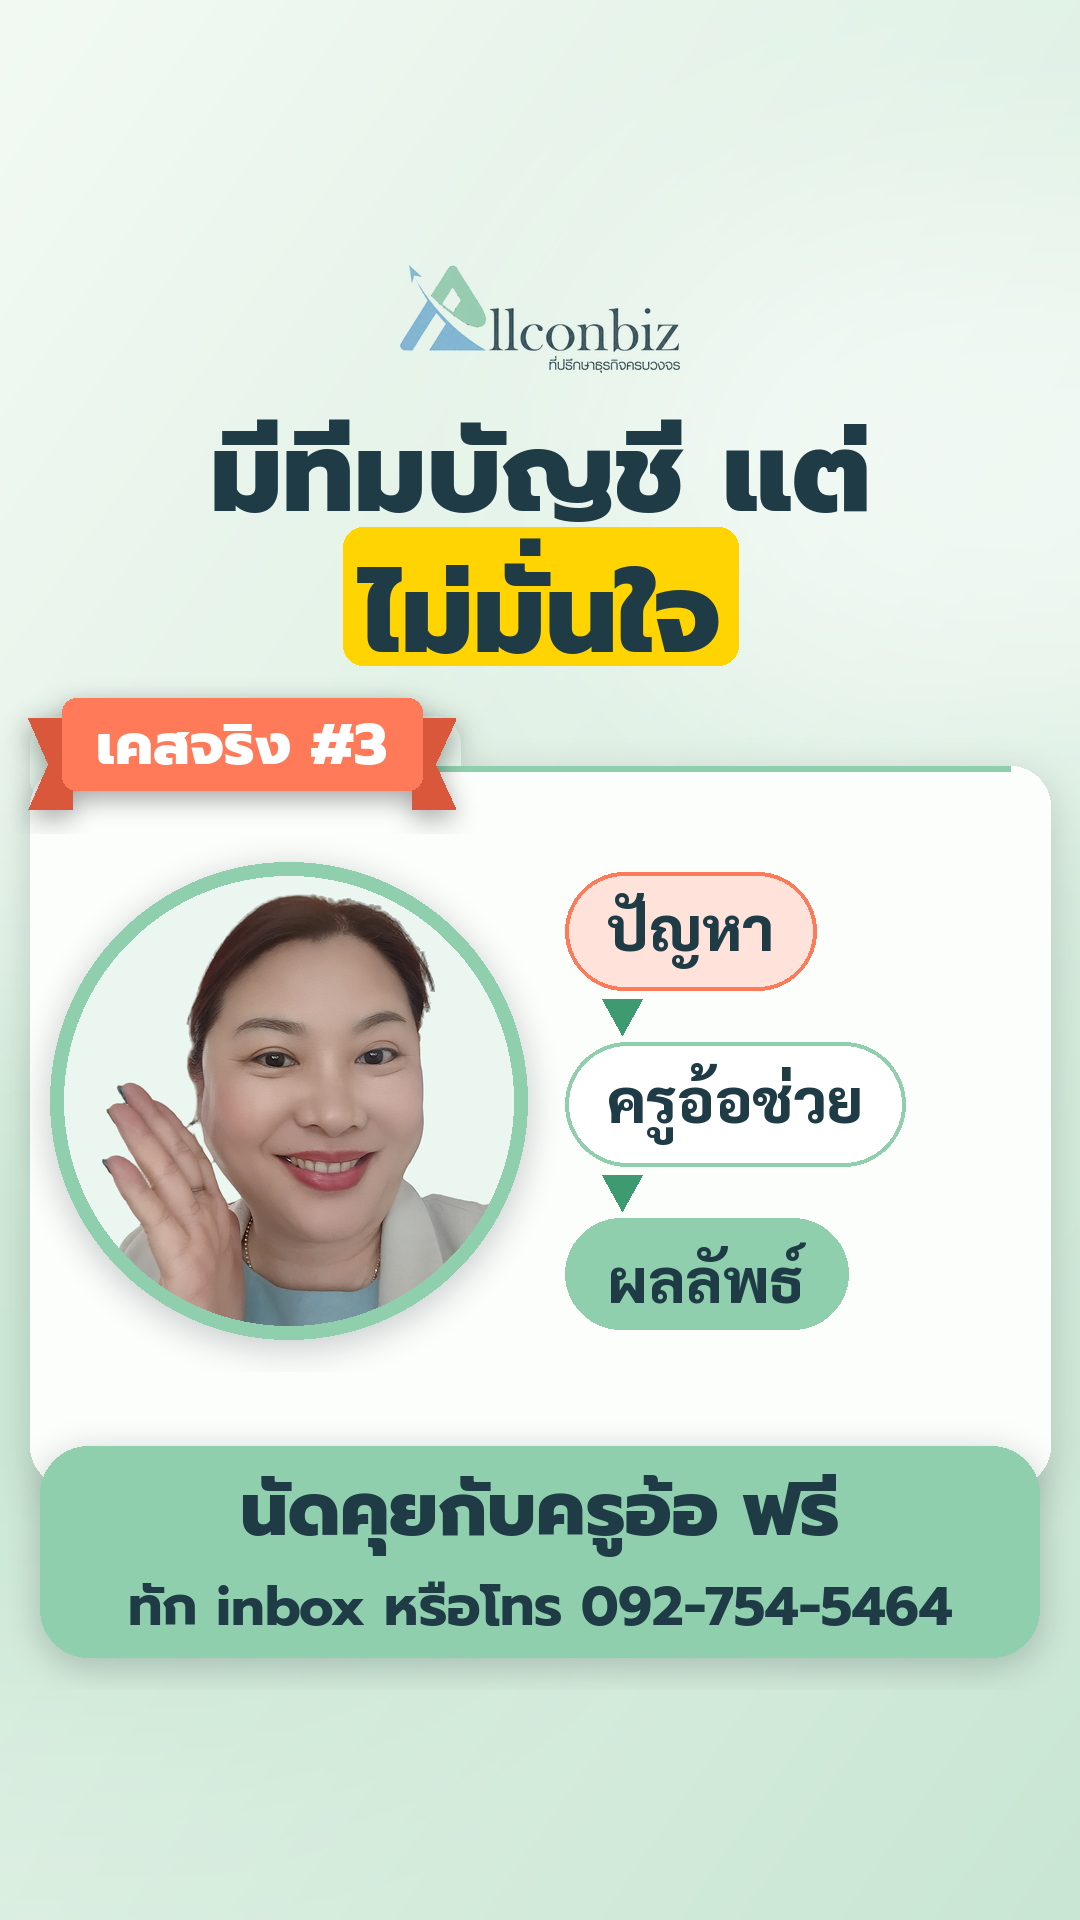 Allconbiz
ที่ปรึกษาธุรกิจครบวงจร
มีทีมบัญชี แต่
ไม่มั่นใจ
เคสจริง #3
ปัญหา
ครูอ้อช่วย
ผลลัพธ์
นัดคุยกับครูอ้อ ฟรี
ทัก inbox หรือโทร 092-754-5464